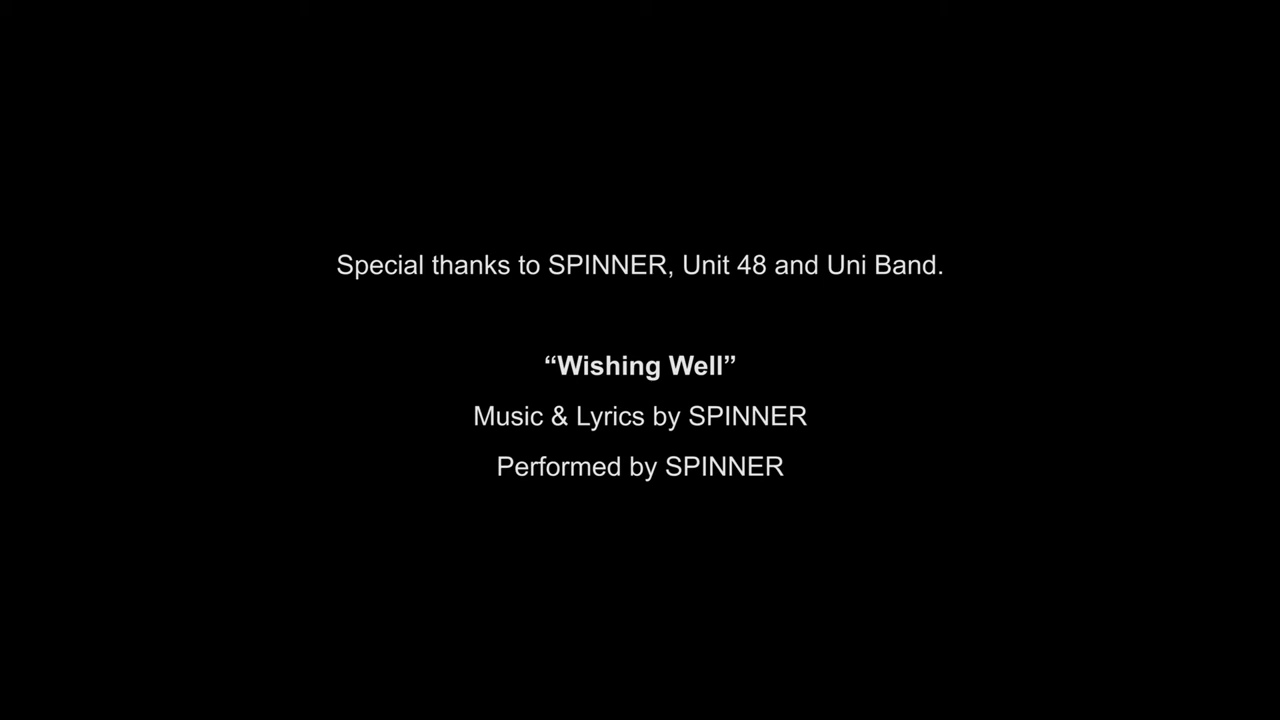 Special thanks to SPINNER, Unit 48 and Uni Band.
“Wishing Well”
Music & Lyrics by SPINNER
Performed by SPINNER